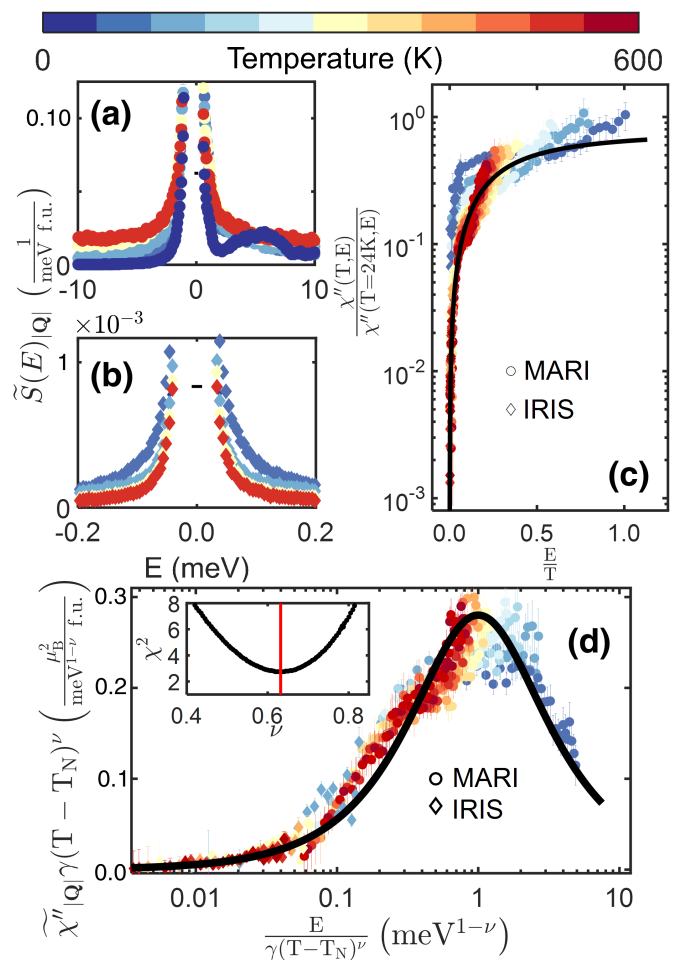 0 Temperature (K) 600
(a)
0.10
0
-10 0 10
×10⁻³
(b)
1
0
-0.2 0.0 0.2
E (meV)
S̃(E)|Q| (1/meV f.u.)
10⁰
10⁻¹
10⁻²
10⁻³
χ″(T,E)/χ″(T=24K,E)
MARI
IRIS
(c)
0.0 0.5 1.0
E/T
0.3
0.2
0.1
0.0
χ̃″|Q|γ(T − T_N)^ν (μ_B²/meV^{1−ν} f.u.)
8
6
4
2
χ²
0.4 0.6 0.8
ν
(d)
MARI
IRIS
0.01 0.1 1 10
E/γ(T−T_N)^ν (meV^{1−ν})